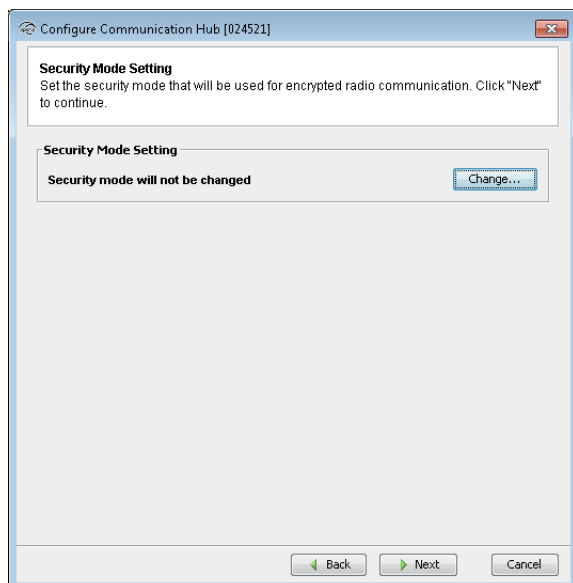 Configure Communication Hub [024521]
Security Mode Setting
Set the security mode that will be used for encrypted radio communication. Click "Next"
to continue.
Security Mode Setting
Security mode will not be changed
Change...
Back
Next
Cancel